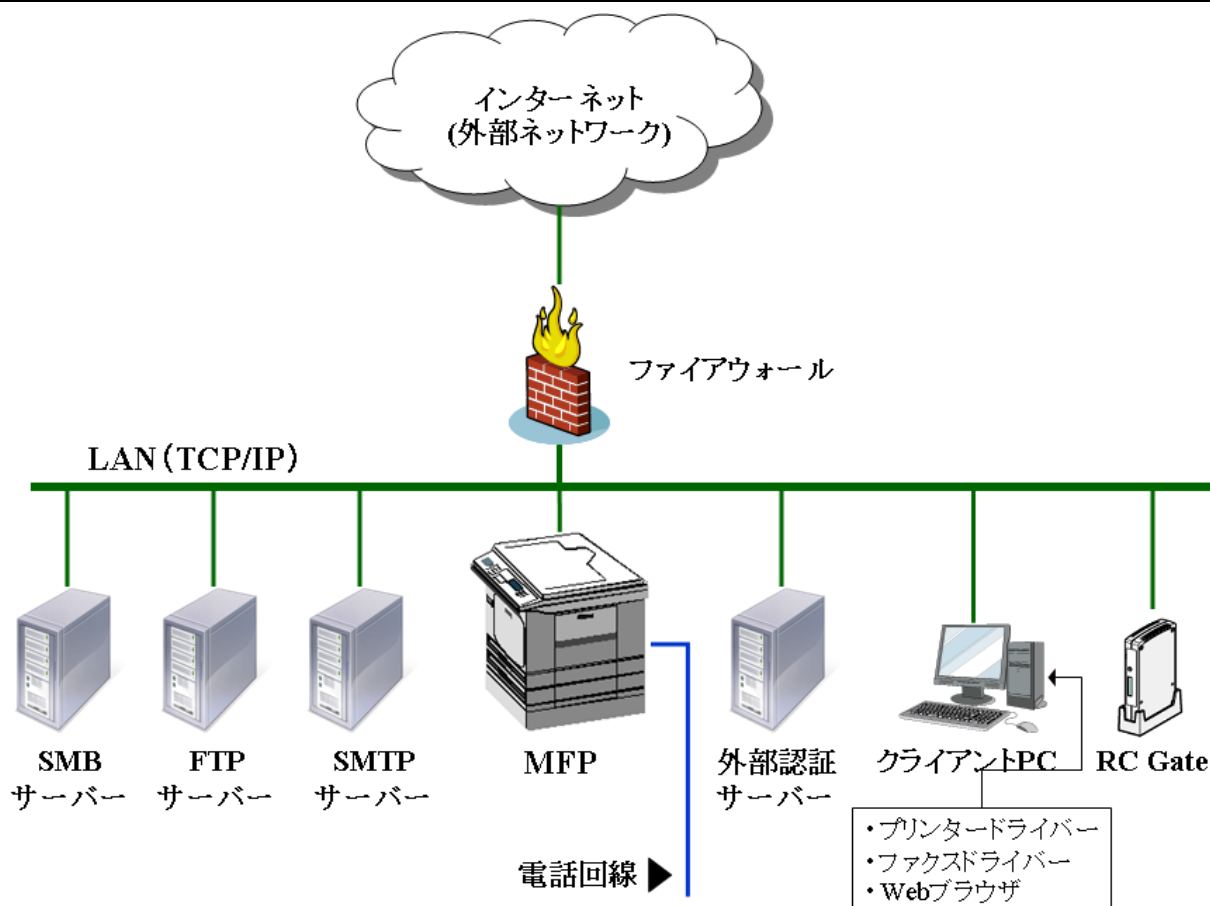 インターネット
(外部ネットワーク)
ファイアウォール
LAN(TCP/IP)
SMB
サーバー
FTP
サーバー
SMTP
サーバー
MFP
外部認証
サーバー
クライアントPC
RC Gate
・プリンタードライバー
・ファクスドライバー
・Webブラウザ
電話回線